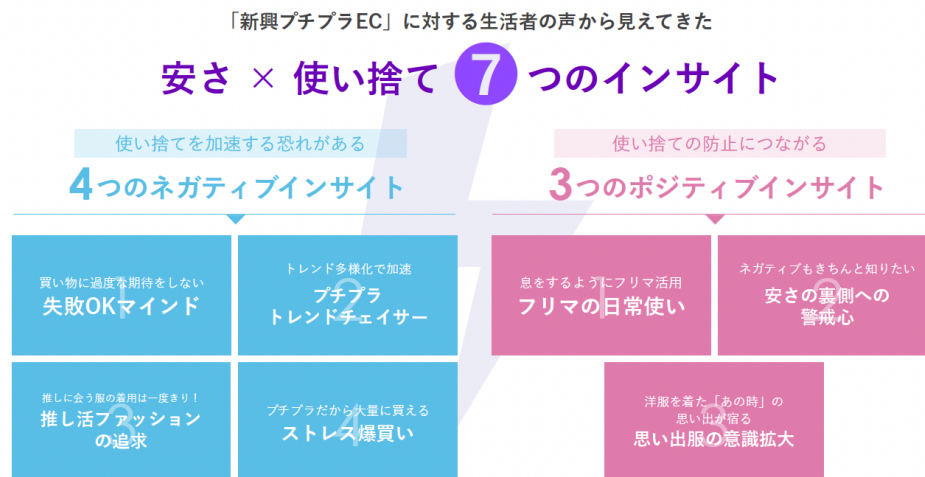 「新興プチプラEC」に対する生活者の声から見えてきた
安さ × 使い捨て 7 つのインサイト
使い捨てを加速する恐れがある
4つのネガティブインサイト
1
買い物に過度な期待をしない
失敗OKマインド
2
トレンド多様化で加速
プチプラ
トレンドチェイサー
3
推しに会う服の着用は一度きり！
推し活ファッション
の追求
4
プチプラだから大量に買える
ストレス爆買い
使い捨ての防止につながる
3つのポジティブインサイト
1
息をするようにフリマ活用
フリマの日常使い
2
ネガティブもきちんと知りたい
安さの裏側への
警戒心
3
洋服を着た「あの時」の
思い出が宿る
思い出服の意識拡大